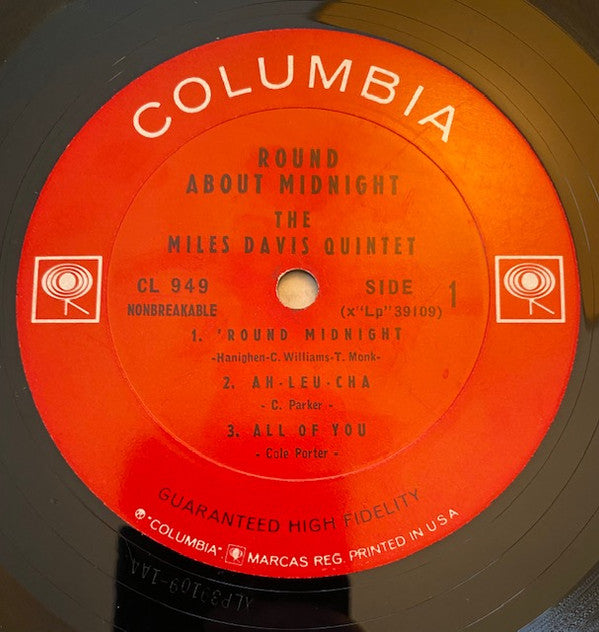 COLUMBIA
ROUND
ABOUT MIDNIGHT
THE
MILES DAVIS QUINTET
CL 949
NONBREAKABLE
SIDE 1
(x"Lp"39109)
1. 'ROUND MIDNIGHT
-Hanighen-C. Williams-T. Monk-
2. AH-LEU-CHA
- C. Parker -
3. ALL OF YOU
- Cole Porter -
GUARANTEED HIGH FIDELITY
"COLUMBIA" MARCAS REG. PRINTED IN U S A